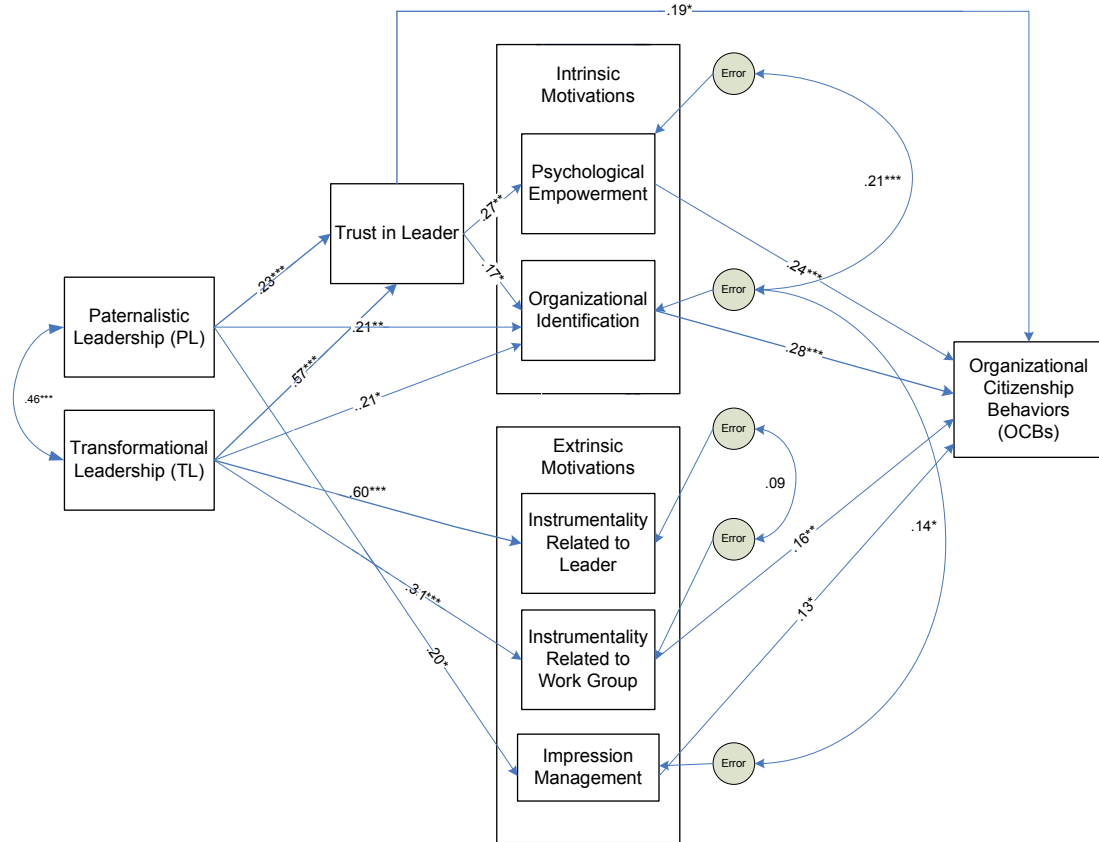 .19*
Intrinsic
Motivations
Error
Psychological
Empowerment
.21***
Trust in Leader
.27**
.17*
.24***
.23***
Error
Organizational
Identification
Paternalistic
Leadership (PL)
.21**
.28***
.57***
Organizational
Citizenship
Behaviors
(OCBs)
.46***
..21*
Transformational
Leadership (TL)
Extrinsic
Motivations
Error
.60***
.09
Instrumentality
Related to
Leader
Error
.16**
.14*
.31***
.13*
.20*
Instrumentality
Related to
Work Group
Impression
Management
Error